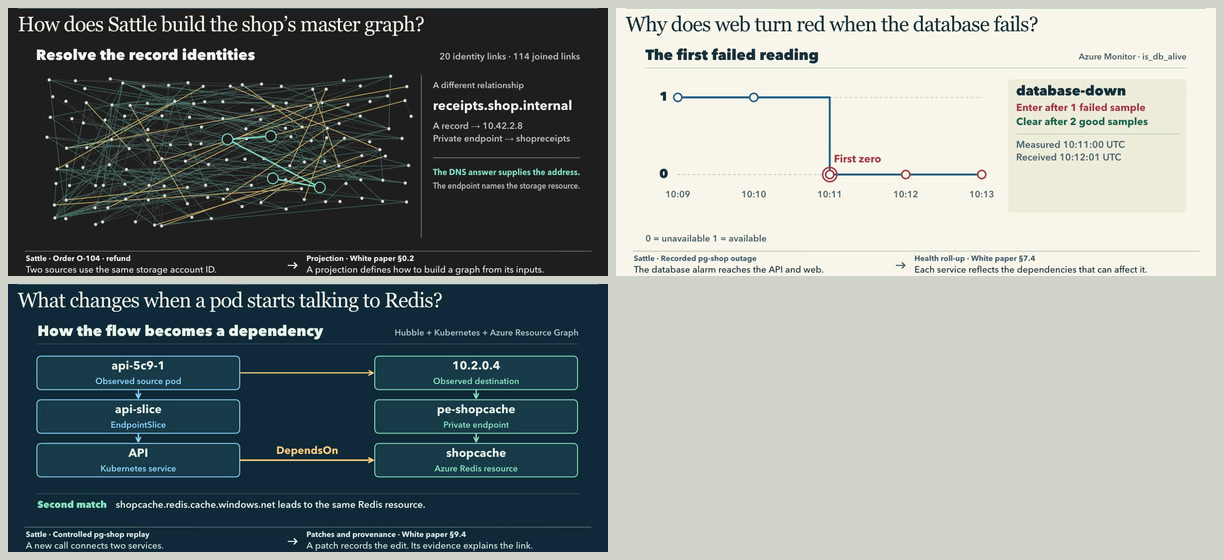 How does Sattle build the shop's master graph?
Resolve the record identities
20 identity links · 114 joined links
A different relationship
receipts.shop.internal
A record → 10.42.2.8
Private endpoint → shopreceipts
The DNS answer supplies the address.
The endpoint names the storage resource.
Sattle · Order O-104 · refund
Two sources use the same storage account ID.
→
Projection · White paper §0.2
A projection defines how to build a graph from its inputs.
Why does web turn red when the database fails?
The first failed reading
Azure Monitor · is_db_alive
1
0
First zero
10:09 10:10 10:11 10:12 10:13
database-down
Enter after 1 failed sample
Clear after 2 good samples
Measured 10:11:00 UTC
Received 10:12:01 UTC
0 = unavailable 1 = available
Sattle · Recorded pg-shop outage
The database alarm reaches the API and web.
→
Health roll-up · White paper §7.4
Each service reflects the dependencies that can affect it.
What changes when a pod starts talking to Redis?
How the flow becomes a dependency
Hubble + Kubernetes + Azure Resource Graph
api-5c9-1
Observed source pod
10.2.0.4
Observed destination
api-slice
EndpointSlice
pe-shopcache
Private endpoint
API
Kubernetes service
DependsOn
shopcache
Azure Redis resource
Second match shopcache.redis.cache.windows.net leads to the same Redis resource.
Sattle · Controlled pg-shop replay
A new call connects two services.
→
Patches and provenance · White paper §9.4
A patch records the edit. Its evidence explains the link.